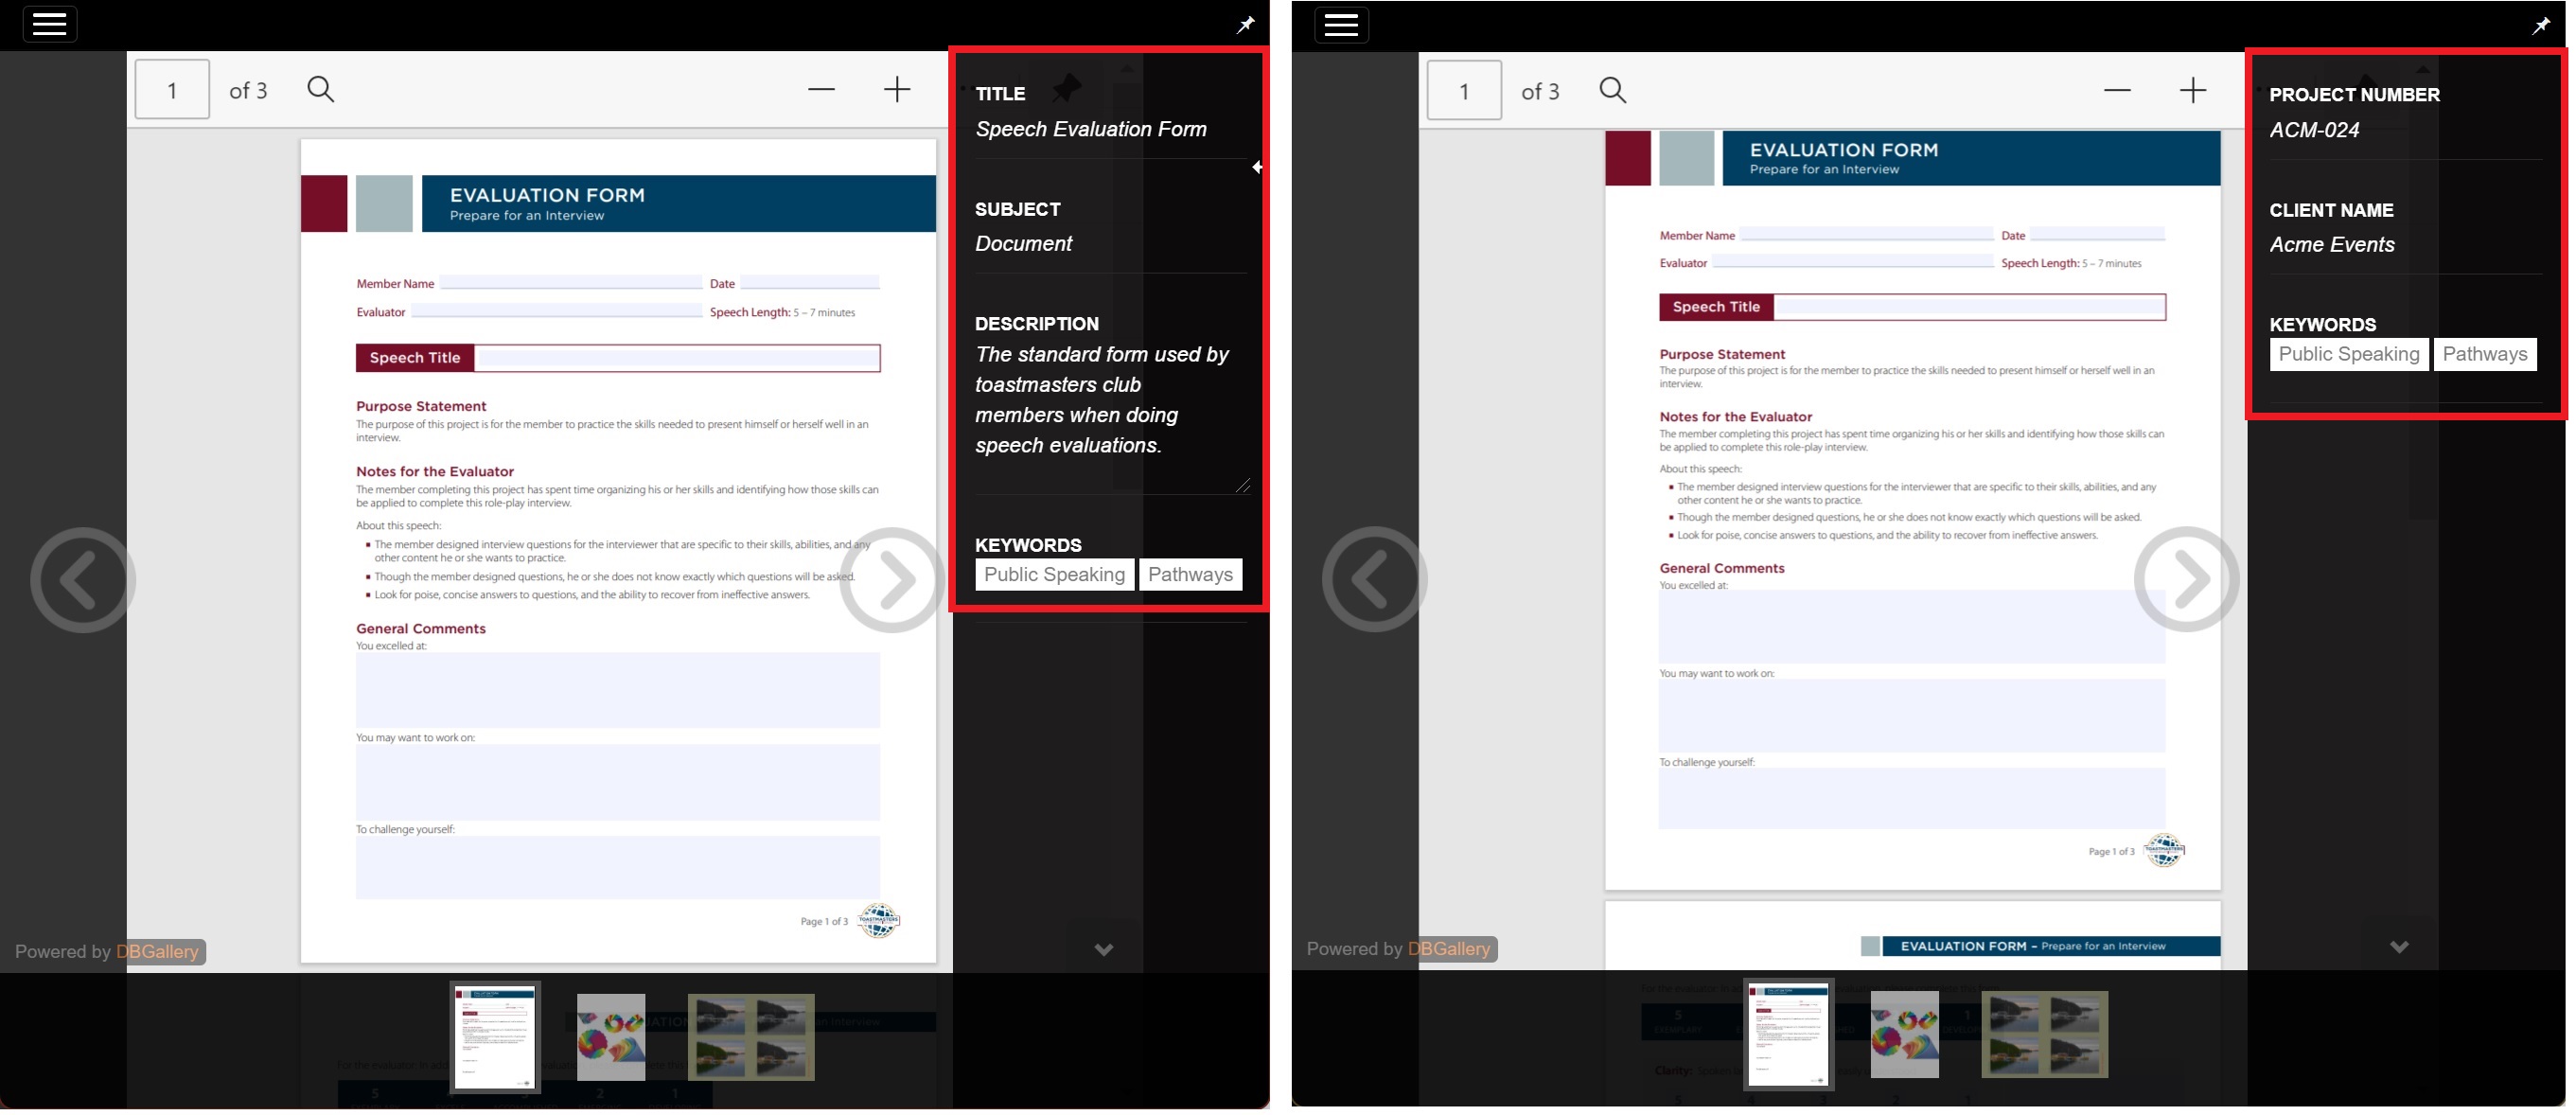 1 of 3
EVALUATION FORM
Prepare for an Interview
Member Name Date
Evaluator Speech Length: 5 – 7 minutes
Speech Title
Purpose Statement
The purpose of this project is for the member to practice the skills needed to present himself or herself well in an
interview.
Notes for the Evaluator
The member completing this project has spent time organizing his or her skills and identifying how those skills can
be applied to complete this role-play interview.
About this speech:
▪ The member designed interview questions for the interviewer that are specific to their skills, abilities, and any
other content he or she wants to practice.
▪ Though the member designed questions, he or she does not know exactly which questions will be asked.
▪ Look for poise, concise answers to questions, and the ability to recover from ineffective answers.
General Comments
You excelled at:
You may want to work on:
To challenge yourself:
Page 1 of 3
TOASTMASTERS
Powered by DBGallery
TITLE
Speech Evaluation Form
SUBJECT
Document
DESCRIPTION
The standard form used by
toastmasters club
members when doing
speech evaluations.
KEYWORDS
Public Speaking Pathways
an Interview
5 2 1
1 of 3
EVALUATION FORM
Prepare for an Interview
Member Name Date
Evaluator Speech Length: 5 – 7 minutes
Speech Title
Purpose Statement
The purpose of this project is for the member to practice the skills needed to present himself or herself well in an
interview.
Notes for the Evaluator
The member completing this project has spent time organizing his or her skills and identifying how those skills can
be applied to complete this role-play interview.
About this speech:
▪ The member designed interview questions for the interviewer that are specific to their skills, abilities, and any
other content he or she wants to practice.
▪ Though the member designed questions, he or she does not know exactly which questions will be asked.
▪ Look for poise, concise answers to questions, and the ability to recover from ineffective answers.
General Comments
You excelled at:
You may want to work on:
To challenge yourself:
Page 1 of 3
TOASTMASTERS
EVALUATION FORM – Prepare for an Interview
Powered by DBGallery
PROJECT NUMBER
ACM-024
CLIENT NAME
Acme Events
KEYWORDS
Public Speaking Pathways
5 1
Clarity:
5 4 3 2 1